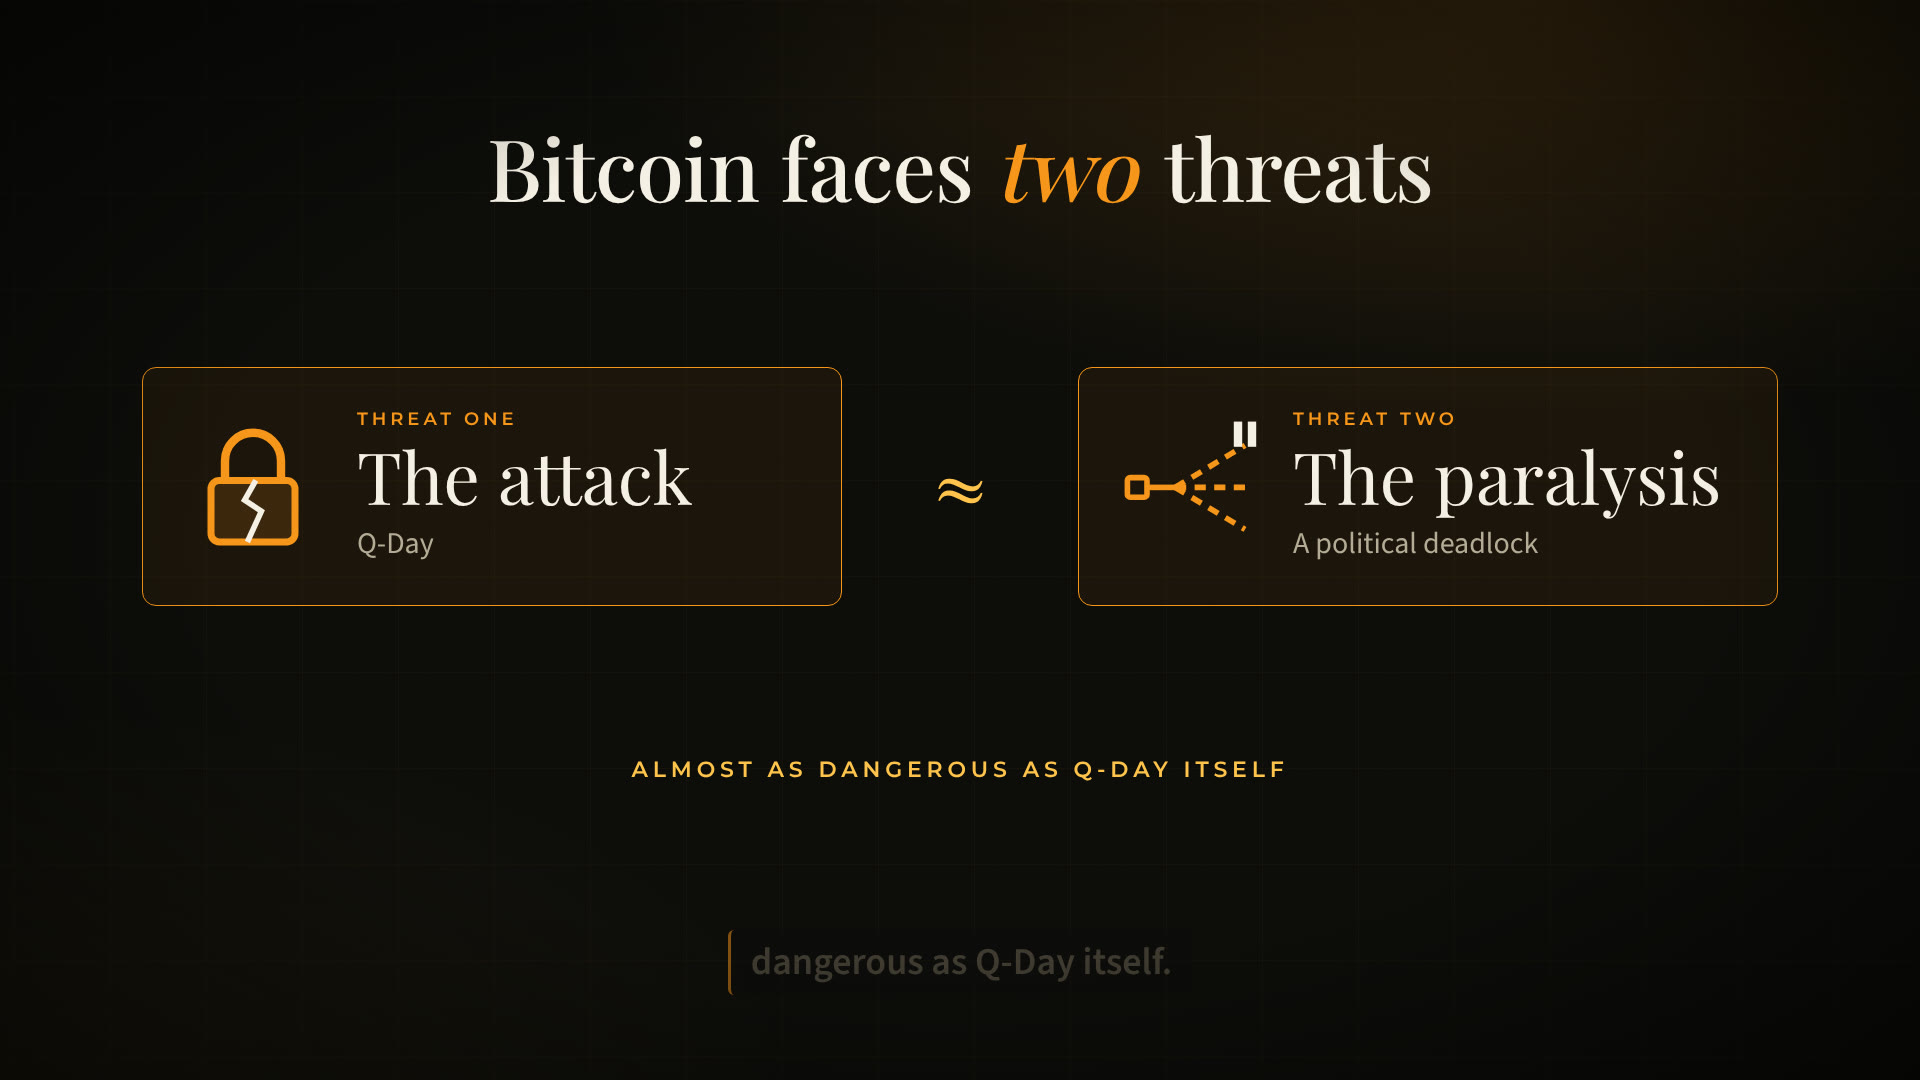 Bitcoin faces two threats
THREAT ONE
The attack
Q-Day
≈
THREAT TWO
The paralysis
A political deadlock
ALMOST AS DANGEROUS AS Q-DAY ITSELF
dangerous as Q-Day itself.